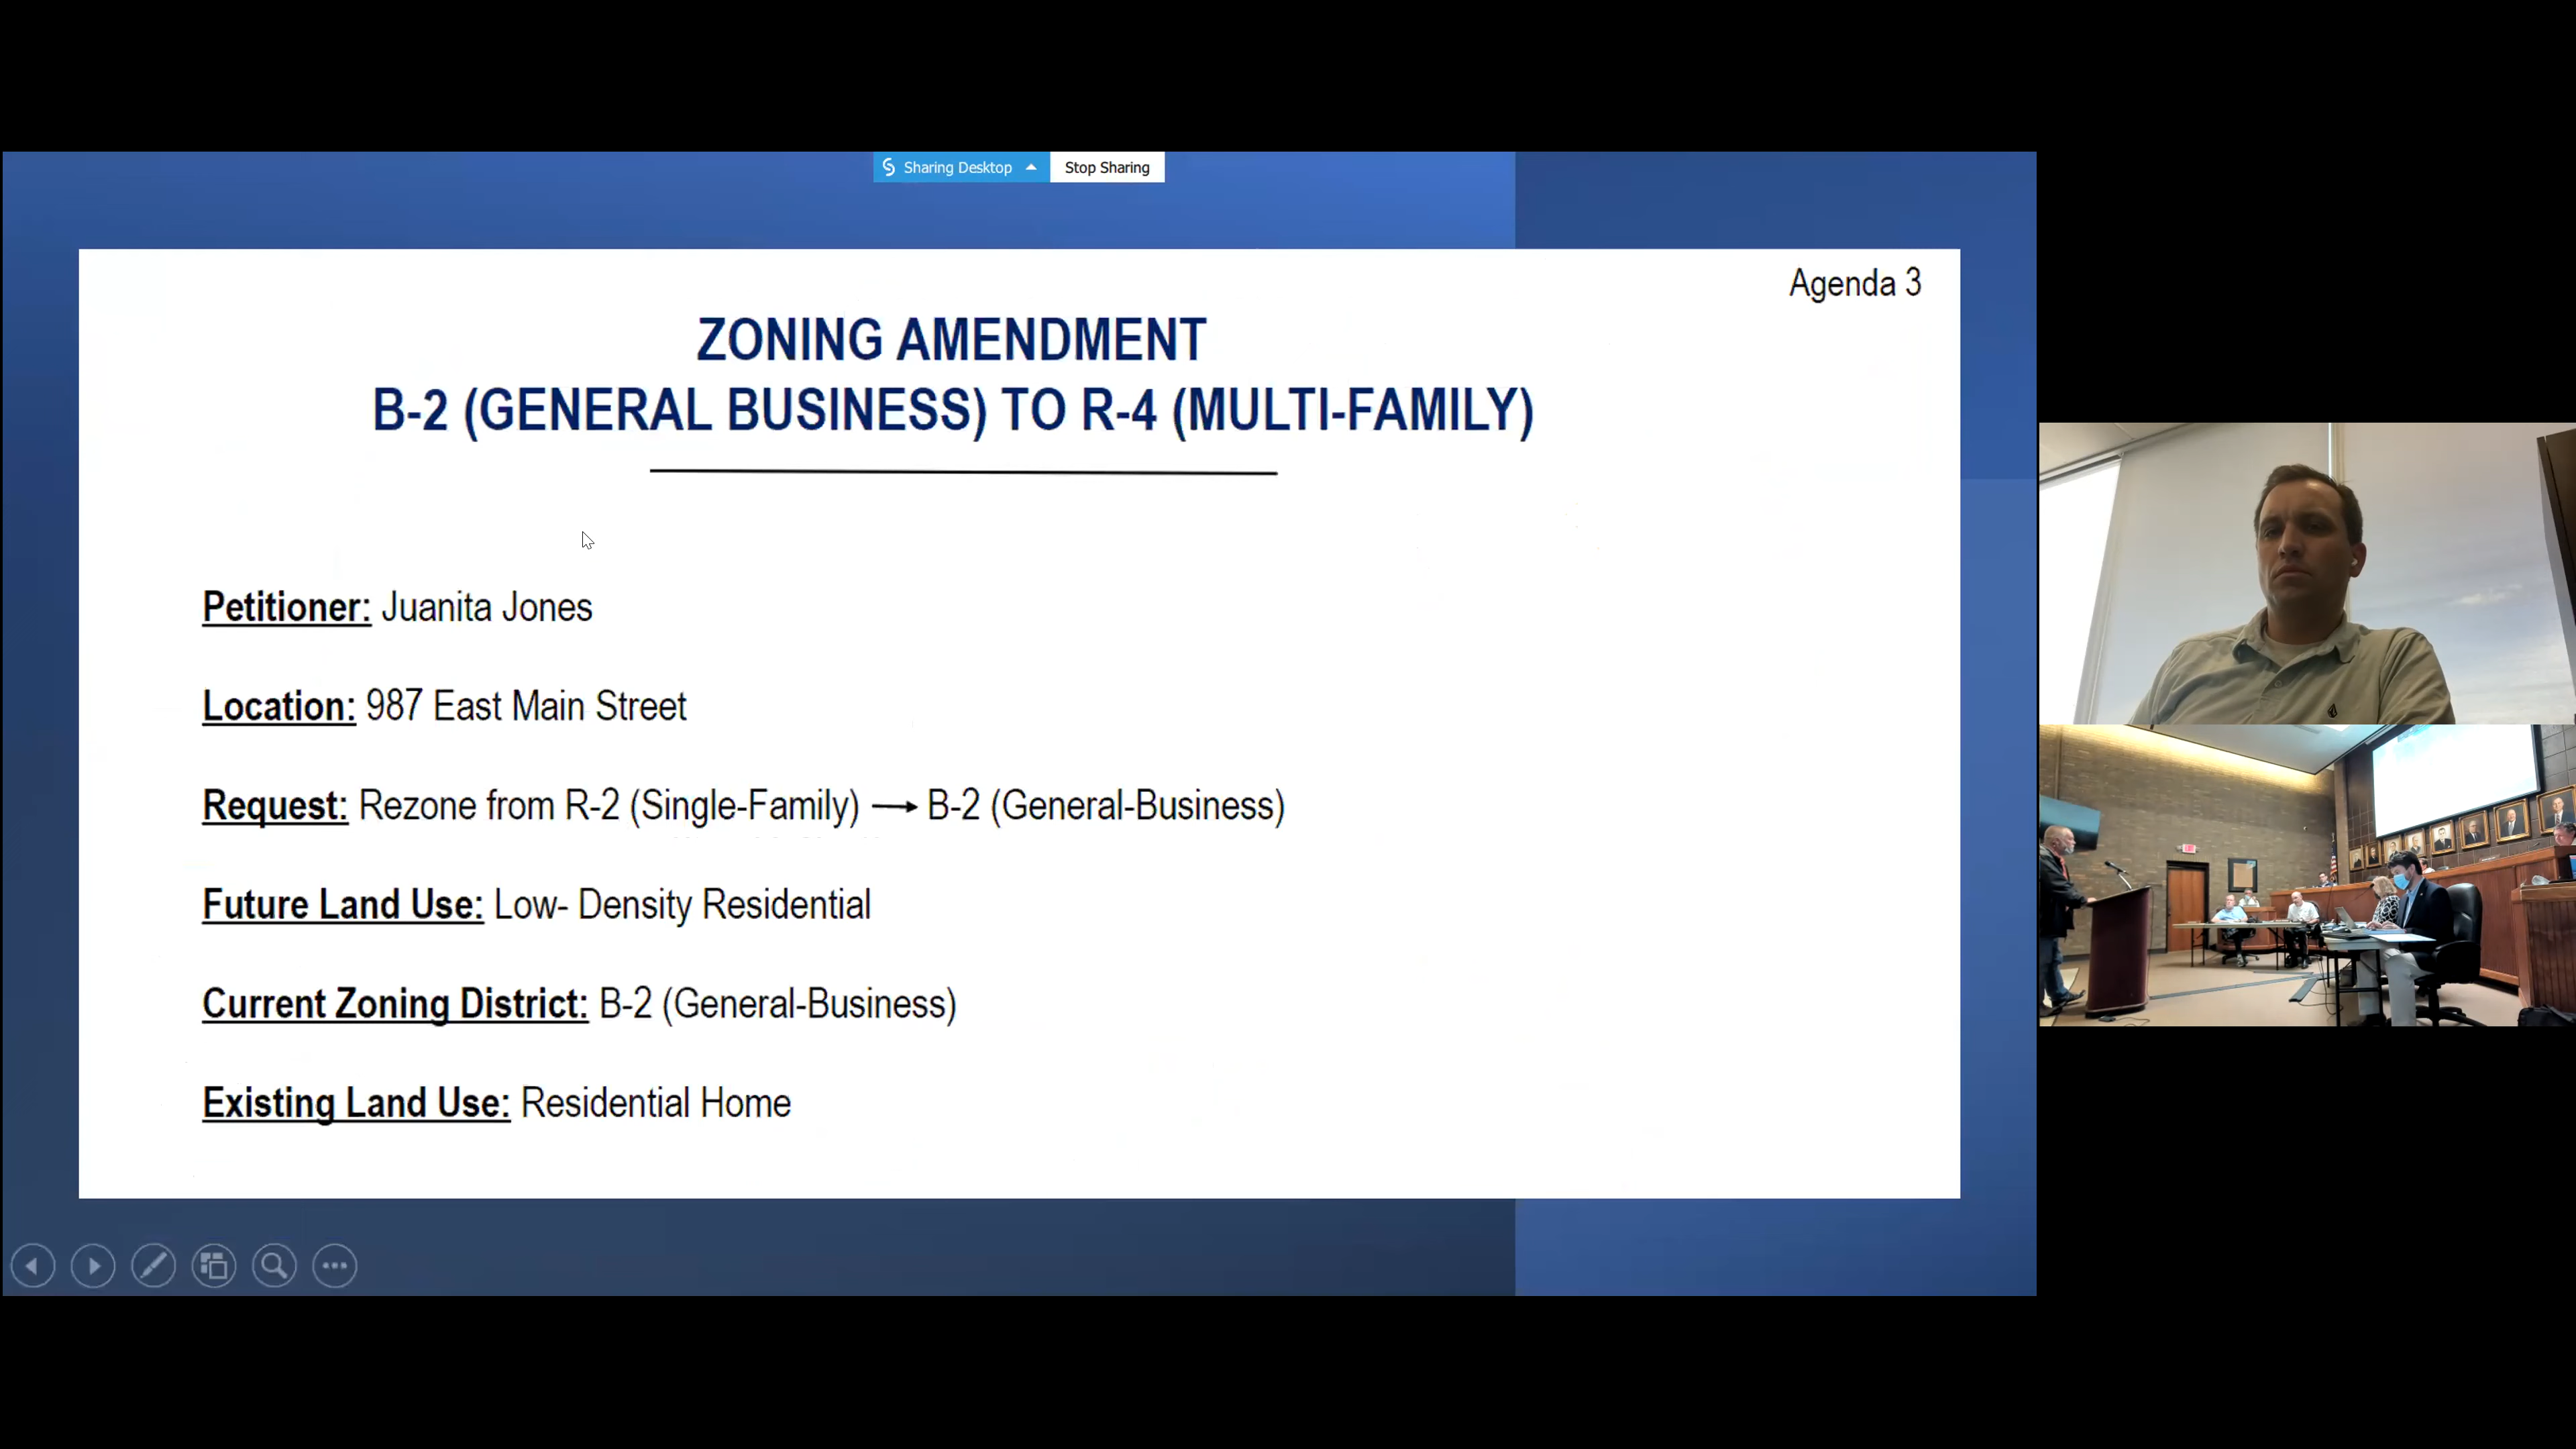 Sharing Desktop Stop Sharing
Agenda 3
ZONING AMENDMENT
B-2 (GENERAL BUSINESS) TO R-4 (MULTI-FAMILY)
Petitioner: Juanita Jones
Location: 987 East Main Street
Request: Rezone from R-2 (Single-Family) → B-2 (General-Business)
Future Land Use: Low- Density Residential
Current Zoning District: B-2 (General-Business)
Existing Land Use: Residential Home